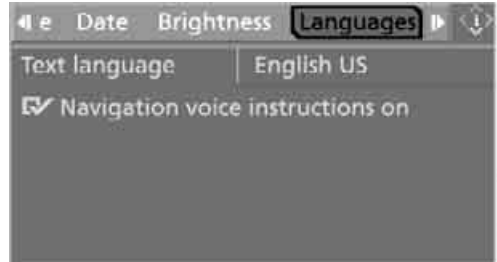 e Date Brightness Languages
Text language English US
Navigation voice instructions on